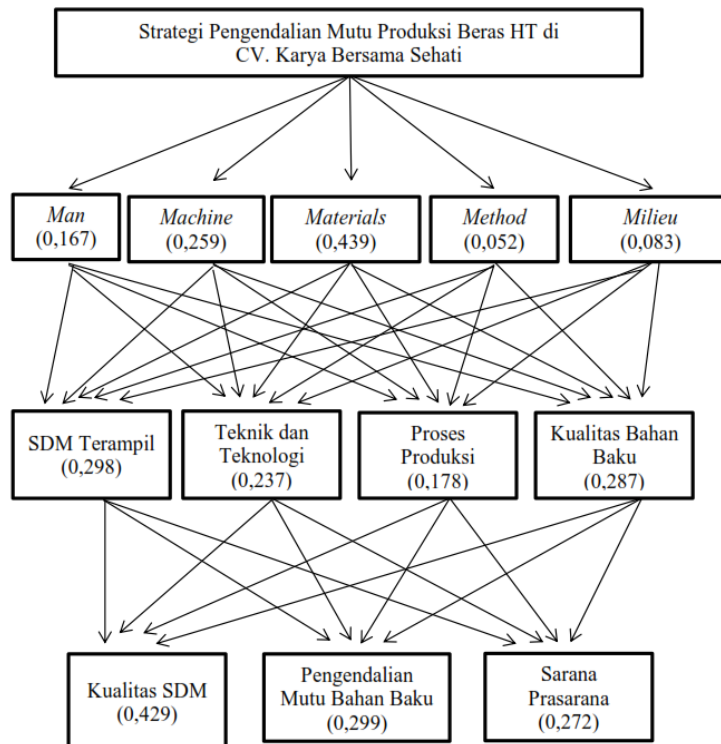 Strategi Pengendalian Mutu Produksi Beras HT di
CV. Karya Bersama Sehati
Man
(0,167)
Machine
(0,259)
Materials
(0,439)
Method
(0,052)
Milieu
(0,083)
SDM Terampil
(0,298)
Teknik dan
Teknologi
(0,237)
Proses
Produksi
(0,178)
Kualitas Bahan
Baku
(0,287)
Kualitas SDM
(0,429)
Pengendalian
Mutu Bahan Baku
(0,299)
Sarana
Prasarana
(0,272)